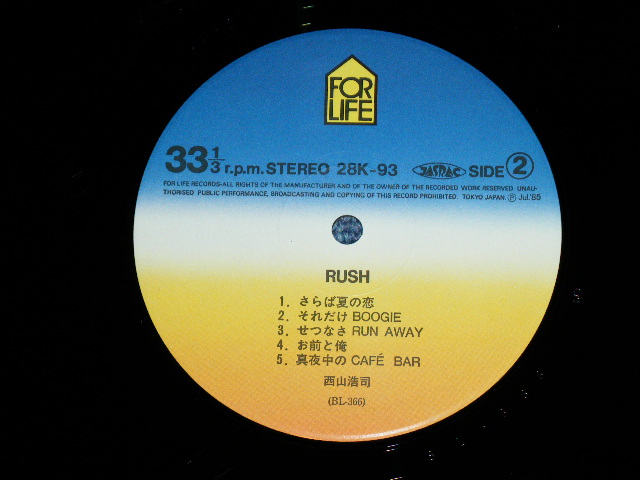 FOR
LIFE
33 1/3 r.p.m. STEREO 28K-93 JASRAC SIDE 2
FOR LIFE RECORDS-ALL RIGHTS OF THE MANUFACTURER AND OF THE OWNER OF THE RECORDED WORK RESERVED. UNAU-
THORISED PUBLIC PERFORMANCE, BROADCASTING AND COPYING OF THIS RECORD PROHIBITED. TOKYO JAPAN. Ⓟ Jul.'85
RUSH
1. さらば夏の恋
2. それだけ BOOGIE
3. せつなさ RUN AWAY
4. お前と俺
5. 真夜中の CAFÉ BAR
西山浩司
(BL-366)